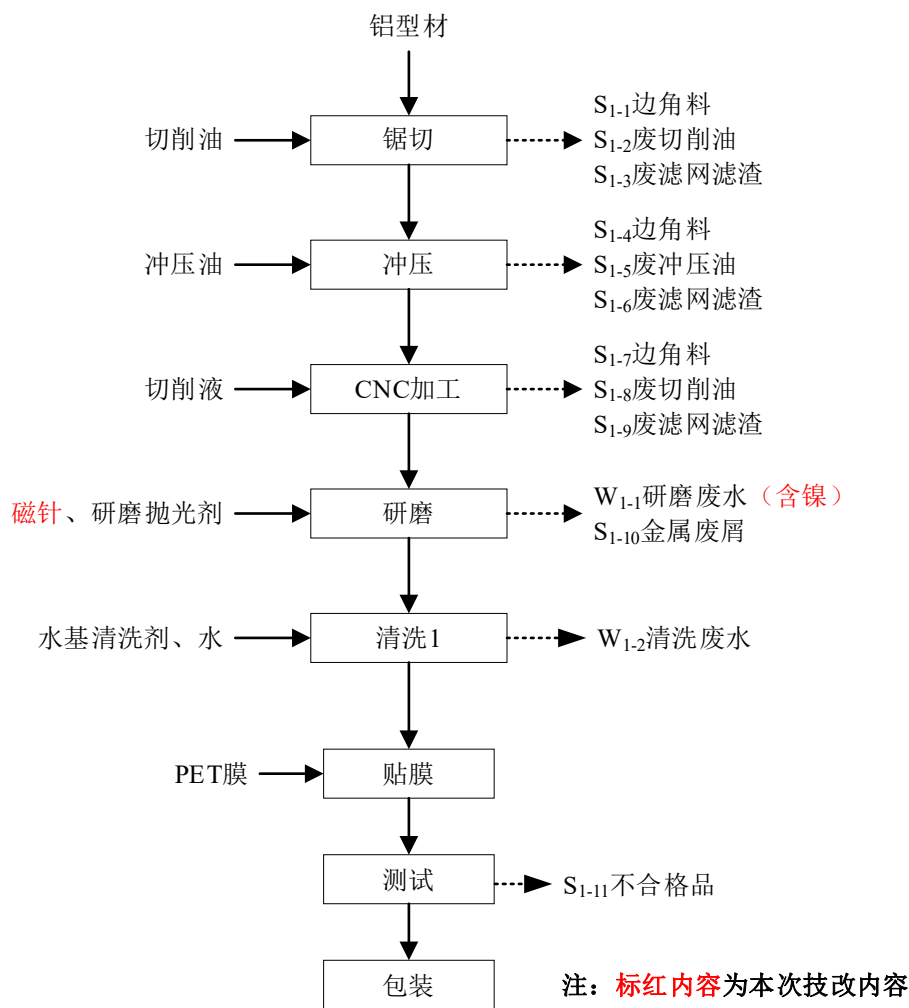 铝型材
切削油
锯切
S1-1边角料
S1-2废切削油
S1-3废滤网滤渣
冲压油
冲压
S1-4边角料
S1-5废冲压油
S1-6废滤网滤渣
切削液
CNC加工
S1-7边角料
S1-8废切削油
S1-9废滤网滤渣
磁针、研磨抛光剂
研磨
W1-1研磨废水（含镍）
S1-10金属废屑
水基清洗剂、水
清洗1
W1-2清洗废水
PET膜
贴膜
测试
S1-11不合格品
包装
注：标红内容为本次技改内容